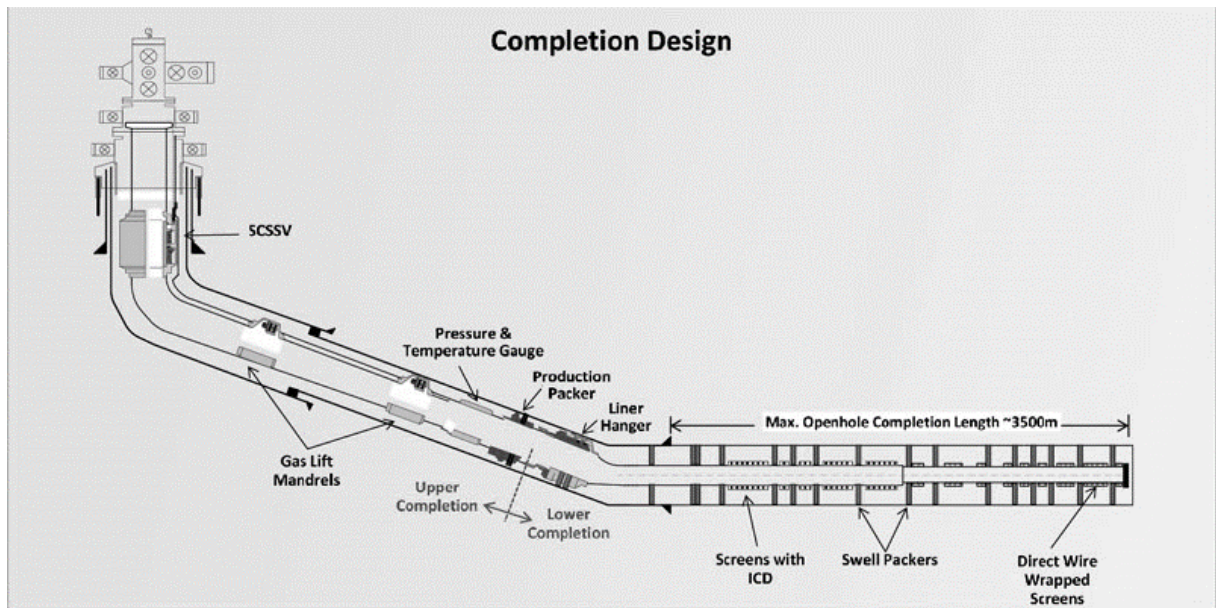 Completion Design
SCSSV
Pressure &
Temperature Gauge
Production
Packer
Liner
Hanger
Max. Openhole Completion Length ~3500m
Gas Lift
Mandrels
Upper
Completion
Lower
Completion
Screens with
ICD
Swell Packers
Direct Wire
Wrapped
Screens